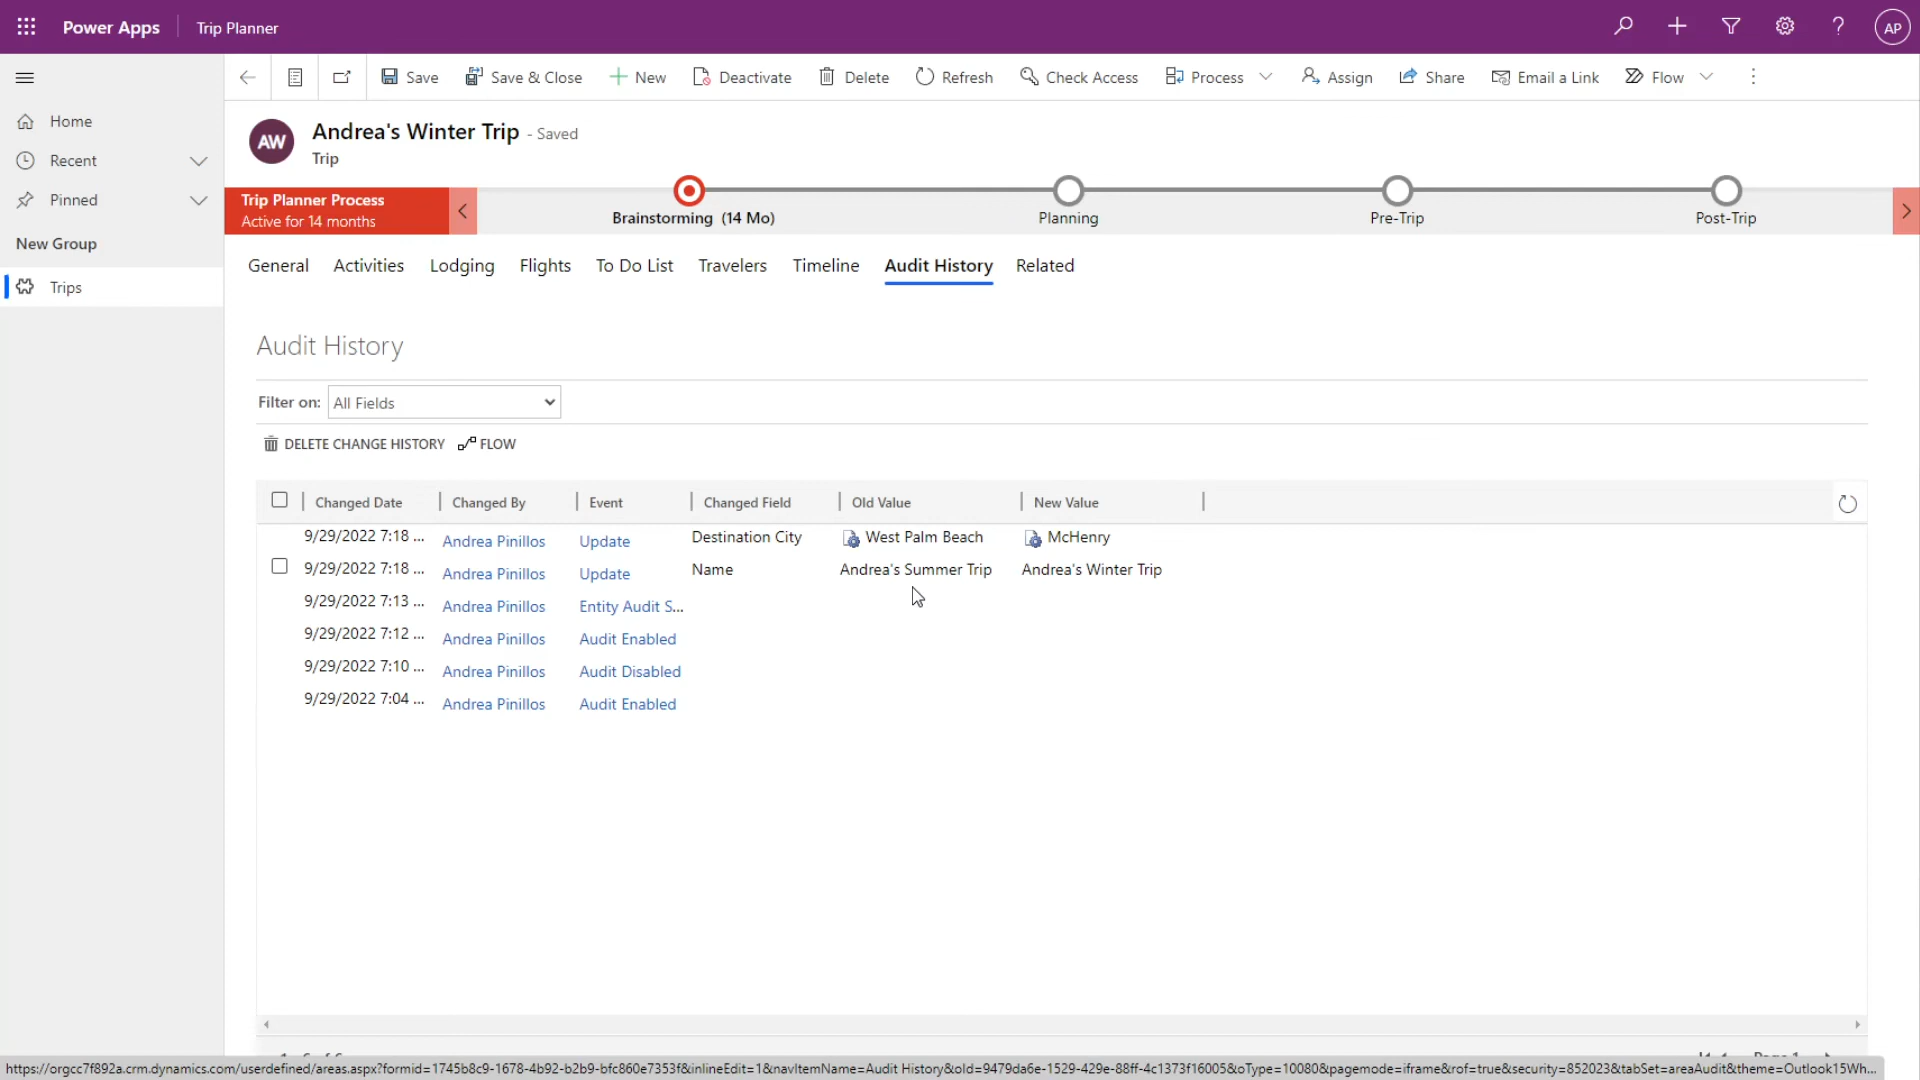 Power Apps
Trip Planner
AP
Save
Save & Close
New
Deactivate
Delete
Refresh
Check Access
Process
Assign
Share
Email a Link
Flow
Home
Recent
Pinned
New Group
Trips
AW
Andrea's Winter Trip - Saved
Trip
Trip Planner Process
Active for 14 months
Brainstorming (14 Mo)
Planning
Pre-Trip
Post-Trip
General
Activities
Lodging
Flights
To Do List
Travelers
Timeline
Audit History
Related
Audit History
Filter on: All Fields
DELETE CHANGE HISTORY FLOW
Changed Date Changed By Event Changed Field Old Value New Value
9/29/2022 7:18 ... Andrea Pinillos Update Destination City West Palm Beach McHenry
9/29/2022 7:18 ... Andrea Pinillos Update Name Andrea's Summer Trip Andrea's Winter Trip
9/29/2022 7:13 ... Andrea Pinillos Entity Audit S...
9/29/2022 7:12 ... Andrea Pinillos Audit Enabled
9/29/2022 7:10 ... Andrea Pinillos Audit Disabled
9/29/2022 7:04 ... Andrea Pinillos Audit Enabled
https://orgcc7f892a.crm.dynamics.com/userdefined/areas.aspx?formid=1745b8c9-1678-4b92-b2b9-bfc860e7353f&inlineEdit=1&navItemName=Audit History&oId=9479da6e-1529-429e-88ff-4c1373f16005&oType=10080&pagemode=iframe&rof=true&security=852023&tabSet=areaAudit&theme=Outlook15Wh...